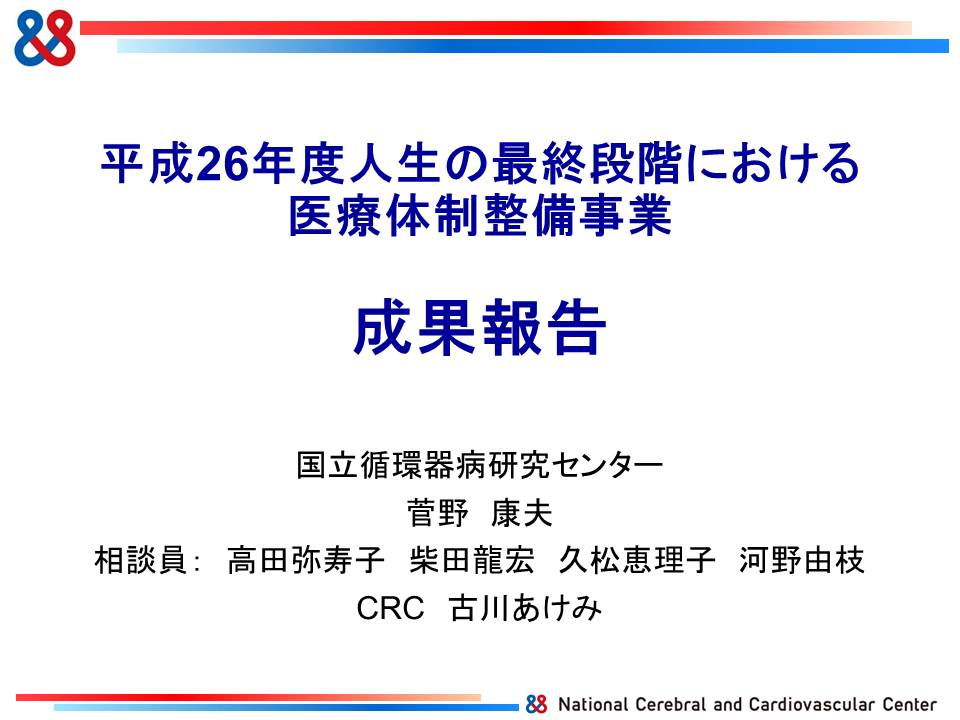 平成26年度人生の最終段階における
医療体制整備事業
成果報告
国立循環器病研究センター
菅野　康夫
相談員：　高田弥寿子　柴田龍宏　久松恵理子　河野由枝
CRC　古川あけみ
National Cerebral and Cardiovascular Center